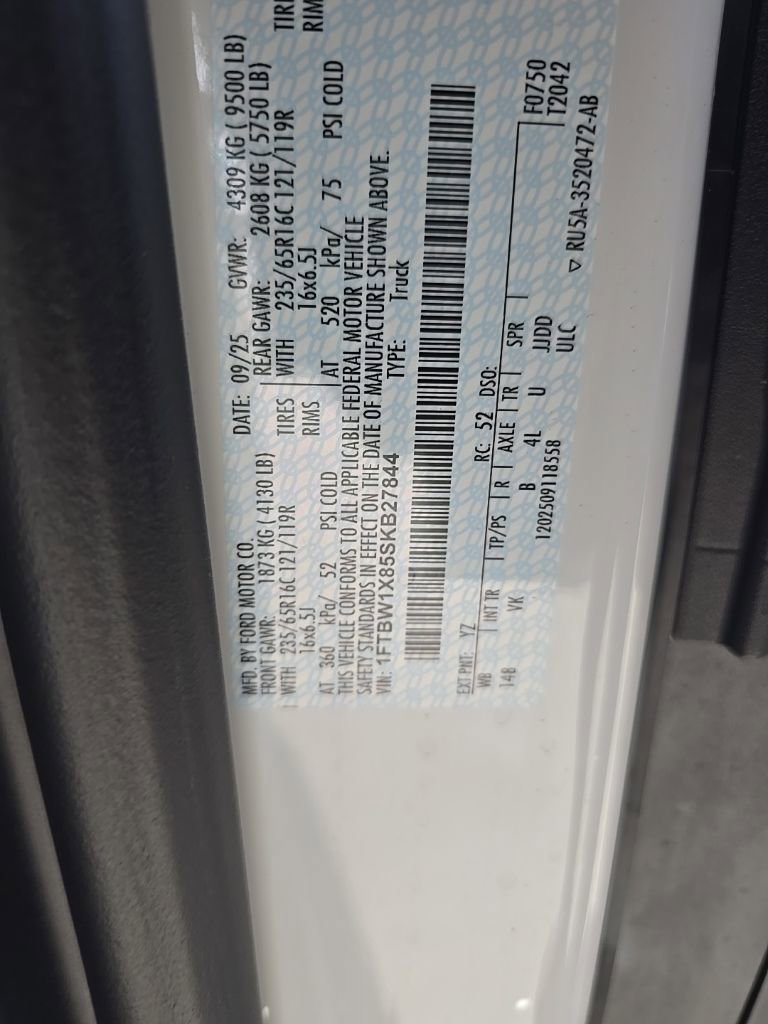 MFD. BY FORD MOTOR CO. DATE: 09/25 GVWR: 4309 KG ( 9500 LB)
FRONT GAWR: 1873 KG ( 4130 LB) REAR GAWR: 2608 KG ( 5750 LB)
WITH 235/65R16C 121/119R TIRES WITH 235/65R16C 121/119R
16x6.5J RIMS 16x6.5J
AT 360 kPa/ 52 PSI COLD AT 520 kPa/ 75 PSI COLD
THIS VEHICLE CONFORMS TO ALL APPLICABLE FEDERAL MOTOR VEHICLE
SAFETY STANDARDS IN EFFECT ON THE DATE OF MANUFACTURE SHOWN ABOVE.
VIN: 1FTBW1X85SKB27844 TYPE: Truck
EXT PNT: YZ RC: 52 DSO:
WB INT TR TP/PS R AXLE TR SPR F0750
148 VK B 4L U JJDD T2042
1202509118558 ULC ▽ RU5A-3520472-AB